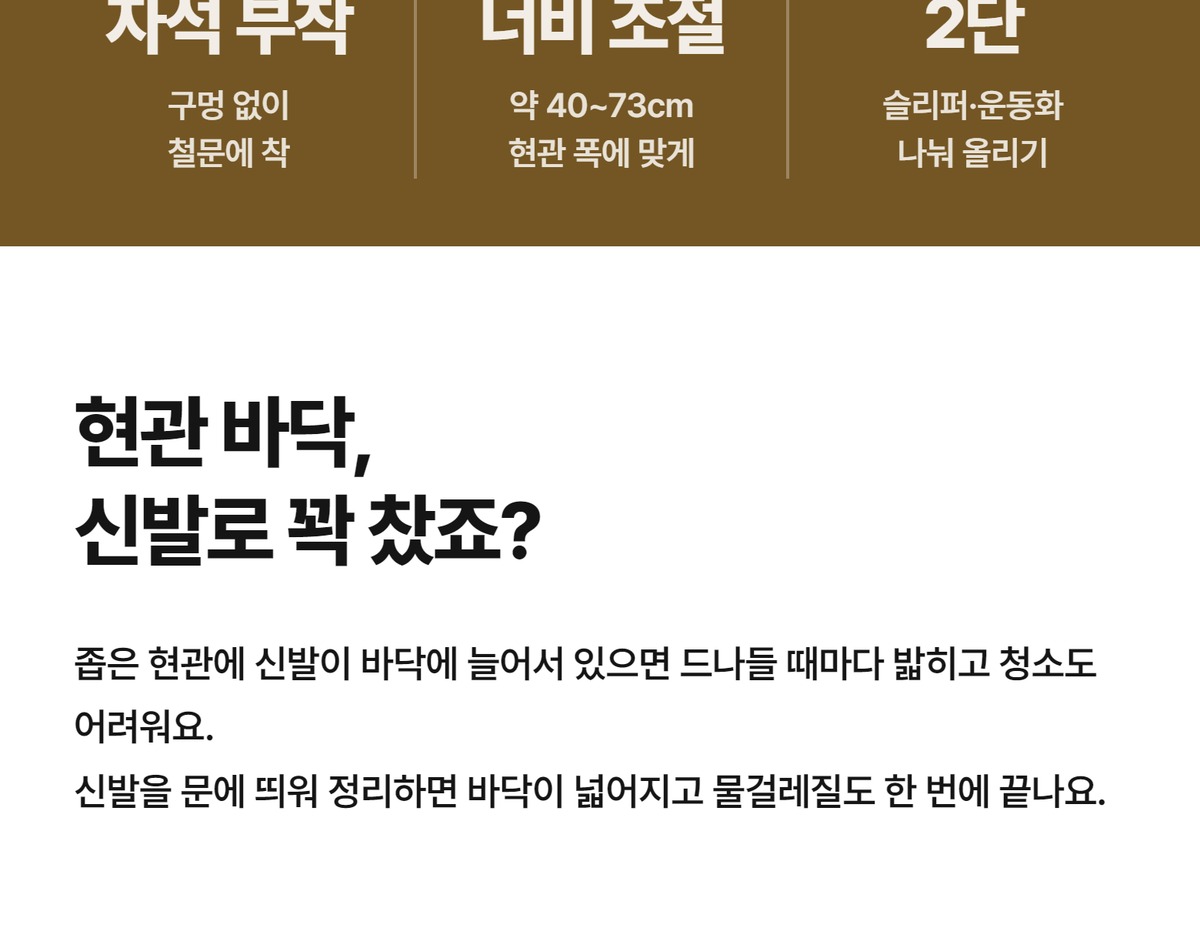 자석 부착
너비 조절
2단
구멍 없이
철문에 착
약 40~73cm
현관 폭에 맞게
슬리퍼·운동화
나눠 올리기
현관 바닥,
신발로 꽉 찼죠?
좁은 현관에 신발이 바닥에 늘어서 있으면 드나들 때마다 밟히고 청소도
어려워요.
신발을 문에 띄워 정리하면 바닥이 넓어지고 물걸레질도 한 번에 끝나요.